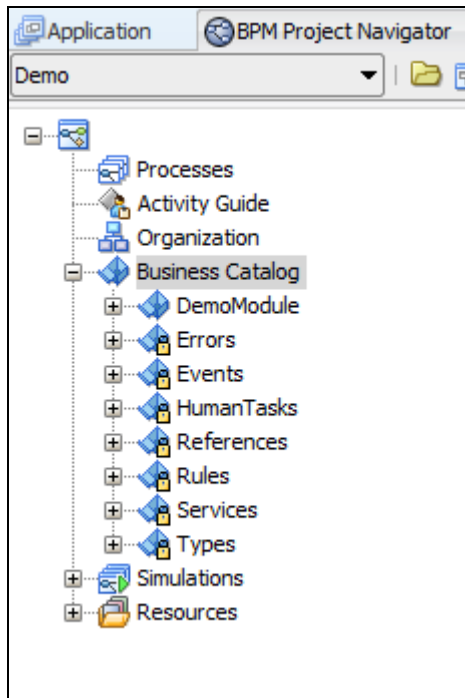 Application BPM Project Navigator
Demo
Processes
Activity Guide
Organization
Business Catalog
DemoModule
Errors
Events
HumanTasks
References
Rules
Services
Types
Simulations
Resources